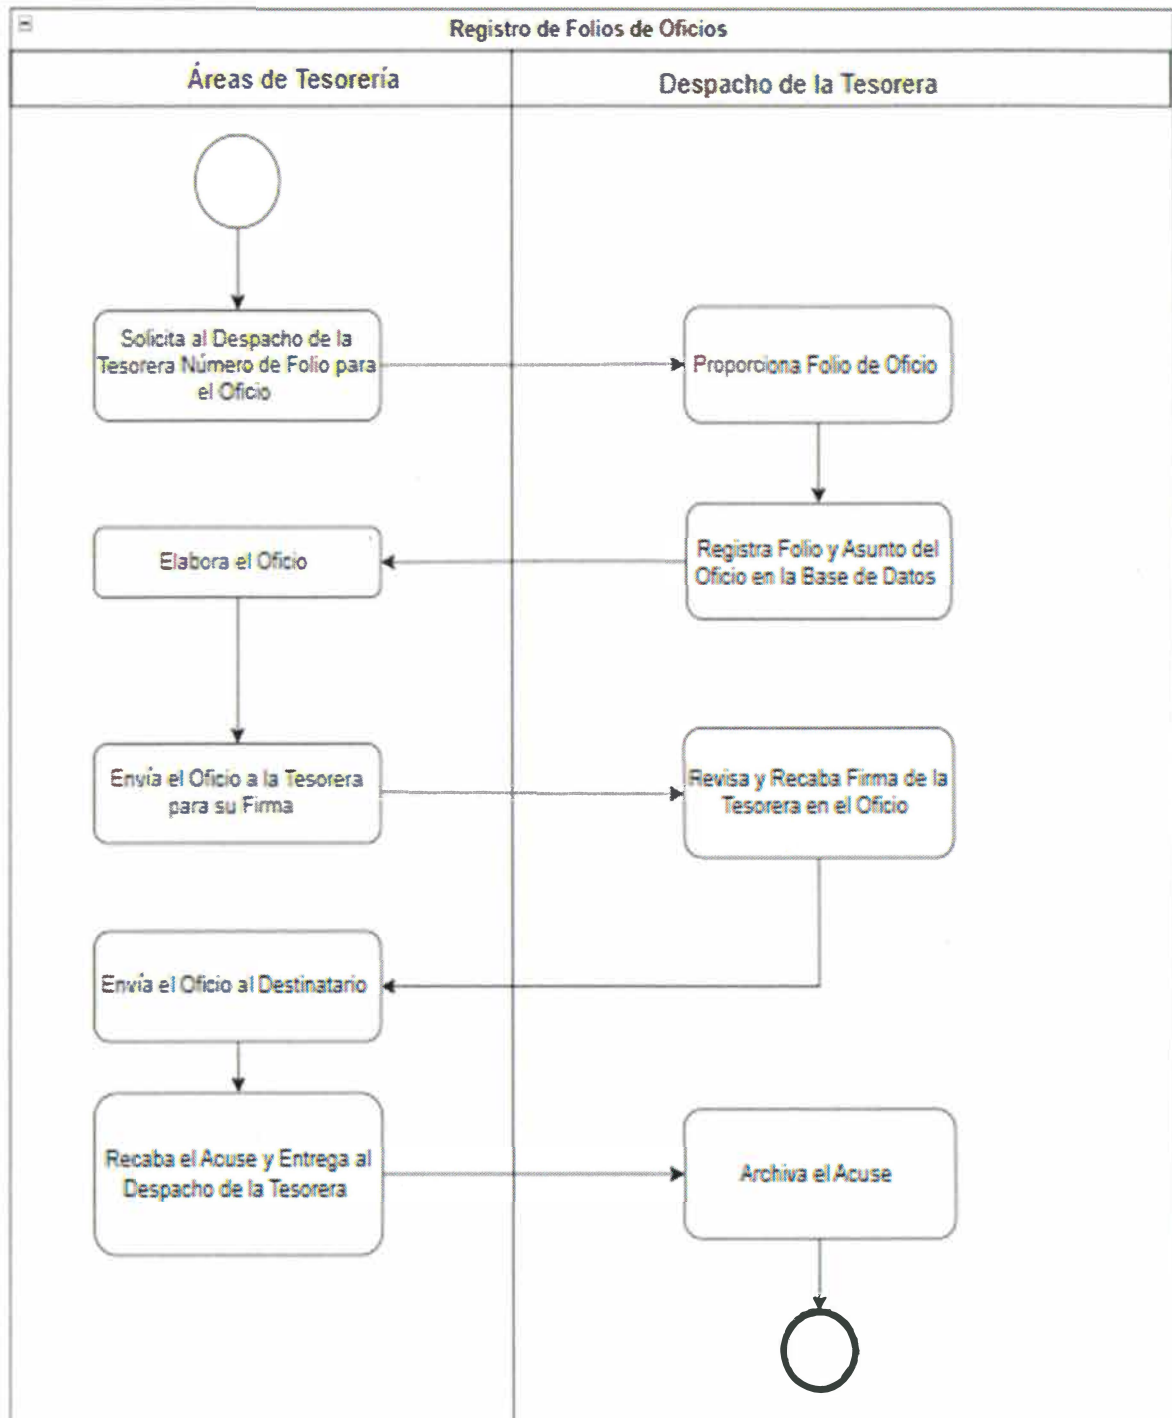 Registro de Folios de Oficios
Áreas de Tesorería
Despacho de la Tesorera
Solicita al Despacho de la
Tesorera Número de Folio para
el Oficio
Proporciona Folio de Oficio
Registra Folio y Asunto del
Oficio en la Base de Datos
Elabora el Oficio
Envía el Oficio a la Tesorera
para su Firma
Revisa y Recaba Firma de la
Tesorera en el Oficio
Envía el Oficio al Destinatario
Recaba el Acuse y Entrega al
Despacho de la Tesorera
Archiva el Acuse